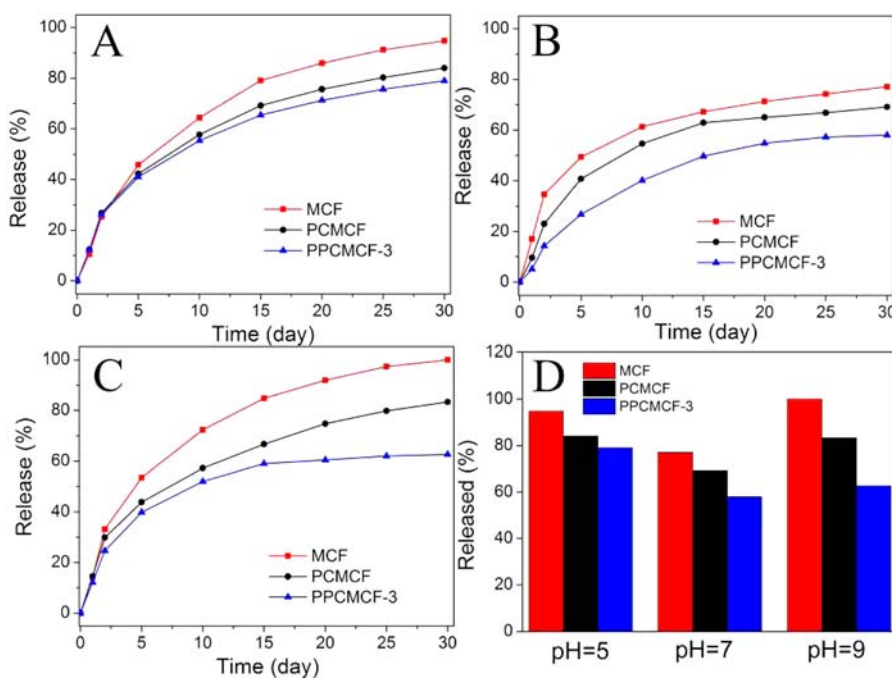 A
Release (%)
100
80
60
40
20
0
MCF
PCMCF
PPCMCF-3
0 5 10 15 20 25 30
Time (day)
B
Release (%)
100
80
60
40
20
0
MCF
PCMCF
PPCMCF-3
0 5 10 15 20 25 30
Time (day)
C
Release (%)
100
80
60
40
20
0
MCF
PCMCF
PPCMCF-3
0 5 10 15 20 25 30
Time (day)
D
Released (%)
120
100
80
60
40
20
0
MCF
PCMCF
PPCMCF-3
pH=5 pH=7 pH=9